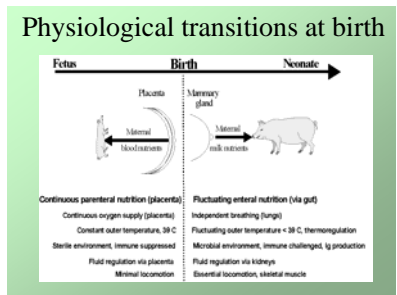 Physiological transitions at birth
Fetus Birth Neonate
Placenta Mammary gland
Maternal blood nutrients
Maternal milk nutrients
Continuous parenteral nutrition (placenta) Fluctuating enteral nutrition (via gut)
Continuous oxygen supply (placenta) Independent breathing (lungs)
Constant outer temperature, 39 C Fluctuating outer temperature < 39 C, thermoregulation
Sterile environment, immune suppressed Microbial environment, immune challenged, Ig production
Fluid regulation via placenta Fluid regulation via kidneys
Minimal locomotion Essential locomotion, skeletal muscle